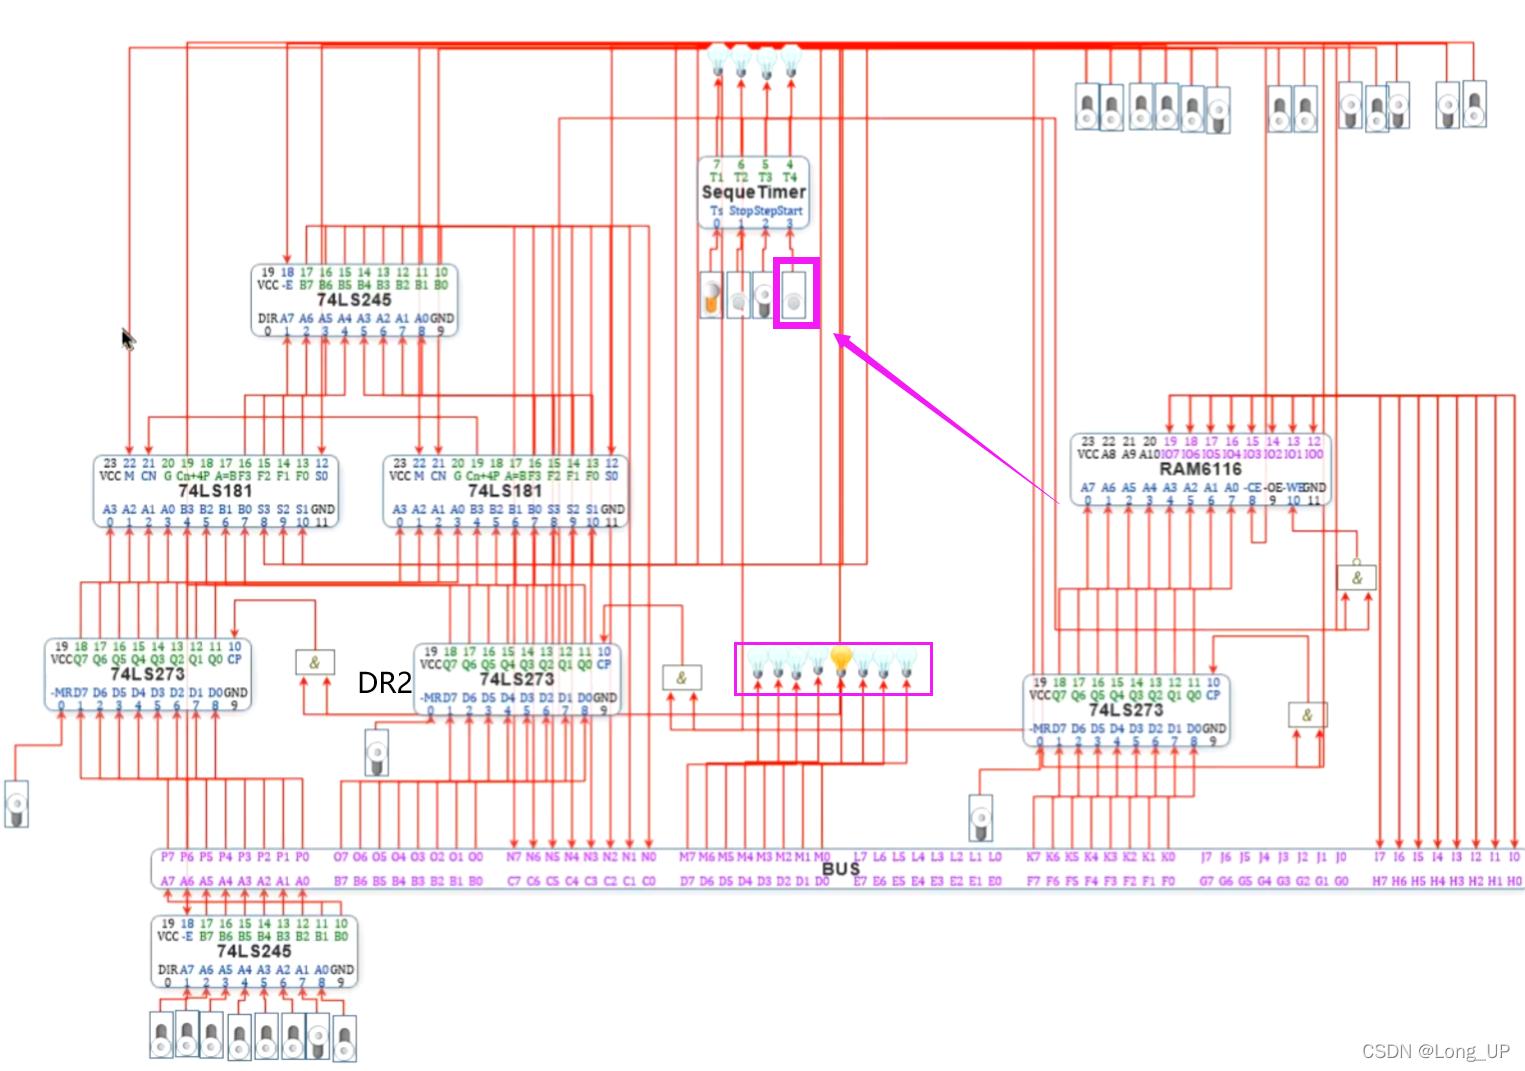 7 6 5 4
T1 T2 T3 T4
SequeTimer
Ts Stop Step Start
0 1 2 3
19 18 17 16 15 14 13 12 11 10
VCC -E B7 B6 B5 B4 B3 B2 B1 B0
74LS245
DIR A7 A6 A5 A4 A3 A2 A1 A0 GND
0 1 2 3 4 5 6 7 8 9
23 22 21 20 19 18 17 16 15 14 13 12
VCC M CN G Cn+4 P A=B F3 F2 F1 F0 S0
74LS181
A3 A2 A1 A0 B3 B2 B1 B0 S3 S2 S1 GND
0 1 2 3 4 5 6 7 8 9 10 11
23 22 21 20 19 18 17 16 15 14 13 12
VCC M CN G Cn+4 P A=B F3 F2 F1 F0 S0
74LS181
A3 A2 A1 A0 B3 B2 B1 B0 S3 S2 S1 GND
0 1 2 3 4 5 6 7 8 9 10 11
23 22 21 20 19 18 17 16 15 14 13 12
VCC A8 A9 A10 IO7 IO6 IO5 IO4 IO3 IO2 IO1 IO0
RAM6116
A7 A6 A5 A4 A3 A2 A1 A0 -CE -OE -WE GND
0 1 2 3 4 5 6 7 8 9 10 11
&
19 18 17 16 15 14 13 12 11 10
VCC Q7 Q6 Q5 Q4 Q3 Q2 Q1 Q0 CP
74LS273
-MR D7 D6 D5 D4 D3 D2 D1 D0 GND
0 1 2 3 4 5 6 7 8 9
&
DR2
19 18 17 16 15 14 13 12 11 10
VCC Q7 Q6 Q5 Q4 Q3 Q2 Q1 Q0 CP
74LS273
-MR D7 D6 D5 D4 D3 D2 D1 D0 GND
0 1 2 3 4 5 6 7 8 9
&
19 18 17 16 15 14 13 12 11 10
VCC Q7 Q6 Q5 Q4 Q3 Q2 Q1 Q0 CP
74LS273
-MR D7 D6 D5 D4 D3 D2 D1 D0 GND
0 1 2 3 4 5 6 7 8 9
&
P7 P6 P5 P4 P3 P2 P1 P0 O7 O6 O5 O4 O3 O2 O1 O0 N7 N6 N5 N4 N3 N2 N1 N0 M7 M6 M5 M4 M3 M2 M1 M0 L7 L6 L5 L4 L3 L2 L1 L0 K7 K6 K5 K4 K3 K2 K1 K0 J7 J6 J5 J4 J3 J2 J1 J0 I7 I6 I5 I4 I3 I2 I1 I0
BUS
A7 A6 A5 A4 A3 A2 A1 A0 B7 B6 B5 B4 B3 B2 B1 B0 C7 C6 C5 C4 C3 C2 C1 C0 D7 D6 D5 D4 D3 D2 D1 D0 E7 E6 E5 E4 E3 E2 E1 E0 F7 F6 F5 F4 F3 F2 F1 F0 G7 G6 G5 G4 G3 G2 G1 G0 H7 H6 H5 H4 H3 H2 H1 H0
19 18 17 16 15 14 13 12 11 10
VCC -E B7 B6 B5 B4 B3 B2 B1 B0
74LS245
DIR A7 A6 A5 A4 A3 A2 A1 A0 GND
0 1 2 3 4 5 6 7 8 9
CSDN @Long_UP